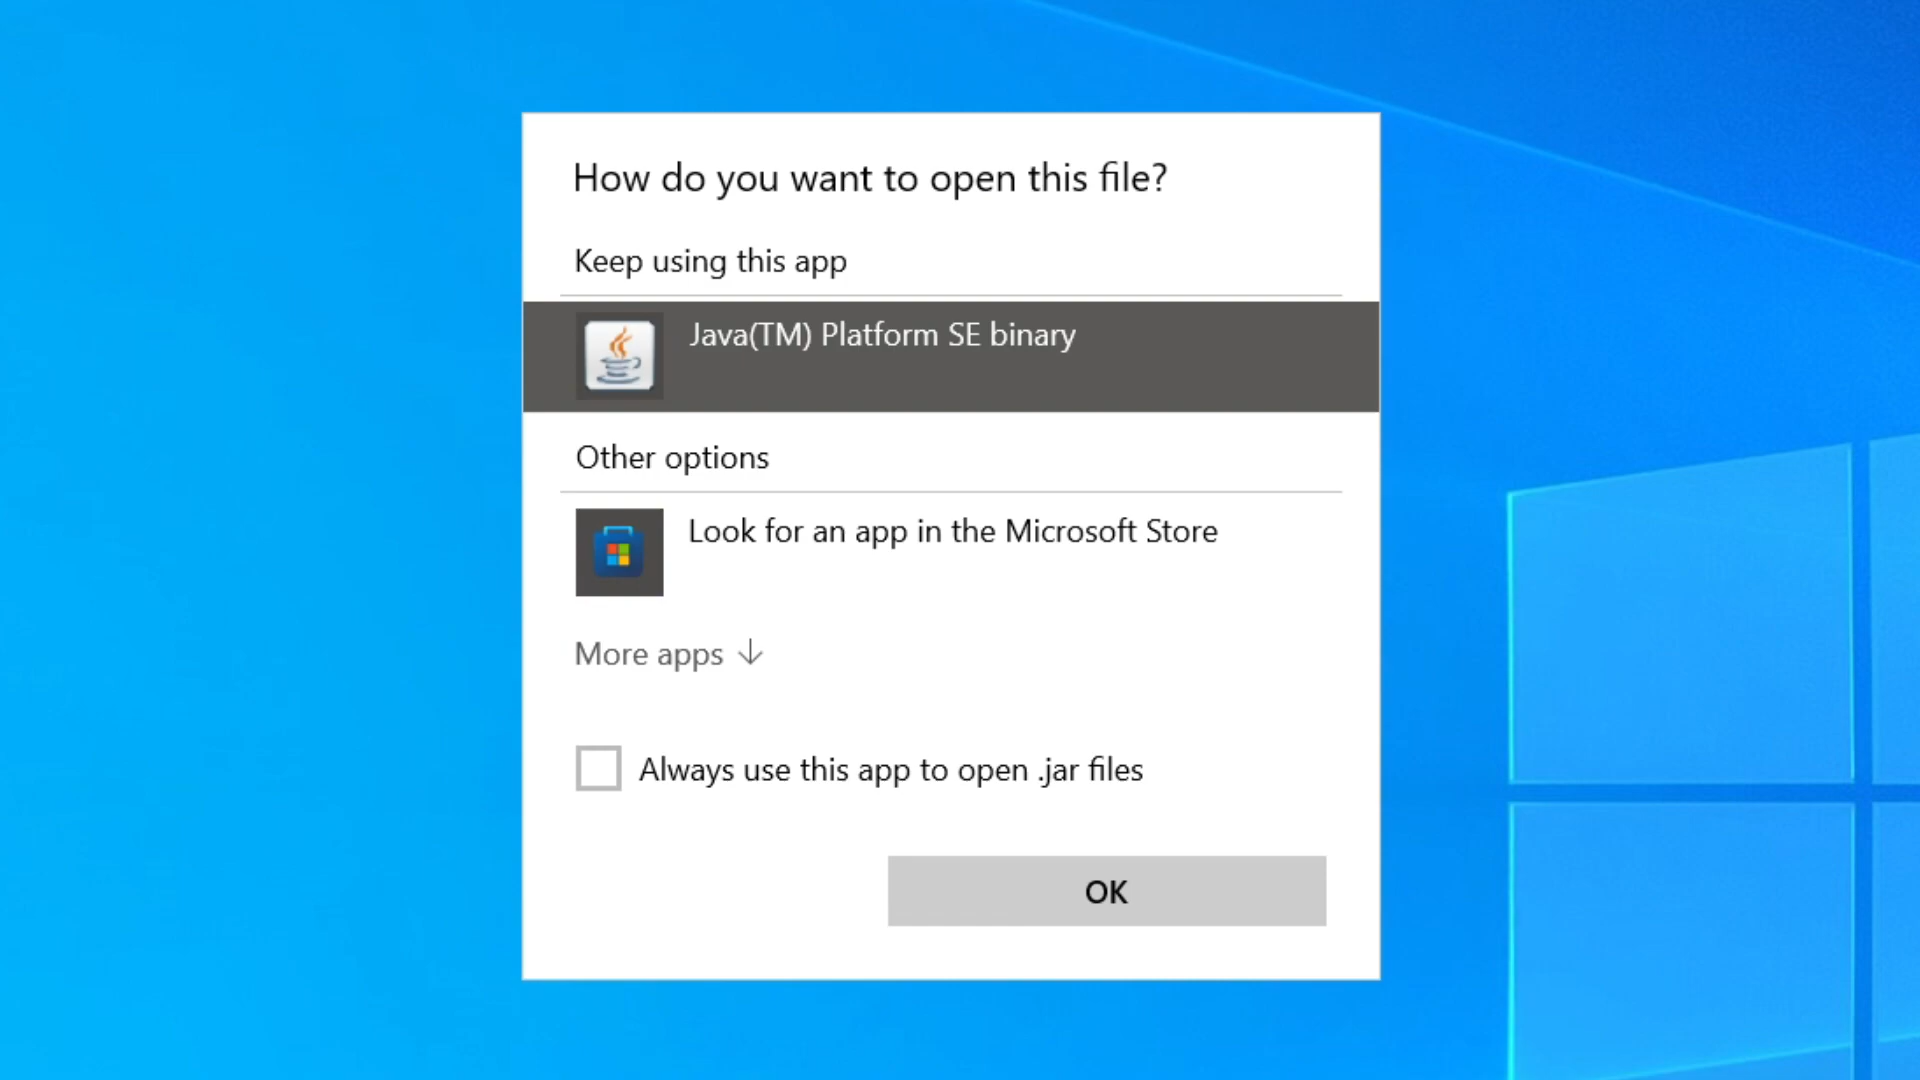 How do you want to open this file?
Keep using this app
Java(TM) Platform SE binary
Other options
Look for an app in the Microsoft Store
More apps ↓
Always use this app to open .jar files
OK